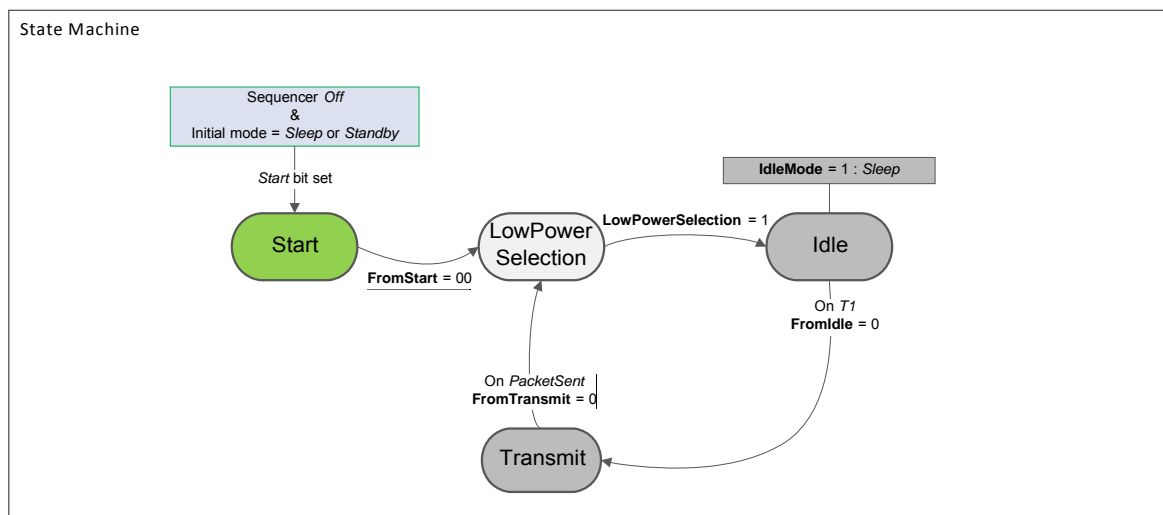 State Machine
Sequencer Off
&
Initial mode = Sleep or Standby
Start bit set
IdleMode = 1 : Sleep
Start
FromStart = 00
LowPower
Selection
LowPowerSelection = 1
Idle
On T1
FromIdle = 0
On PacketSent
FromTransmit = 0
Transmit